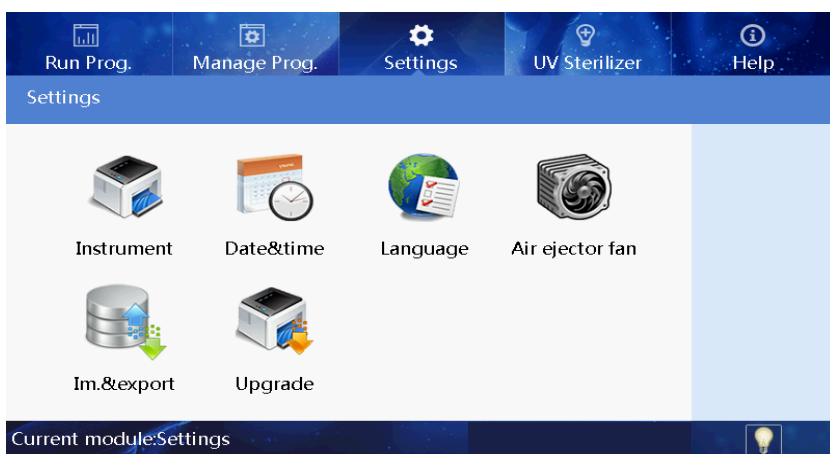 Run Prog. Manage Prog. Settings UV Sterilizer Help
Settings
Instrument Date&time Language Air ejector fan
Im.&export Upgrade
Current module:Settings